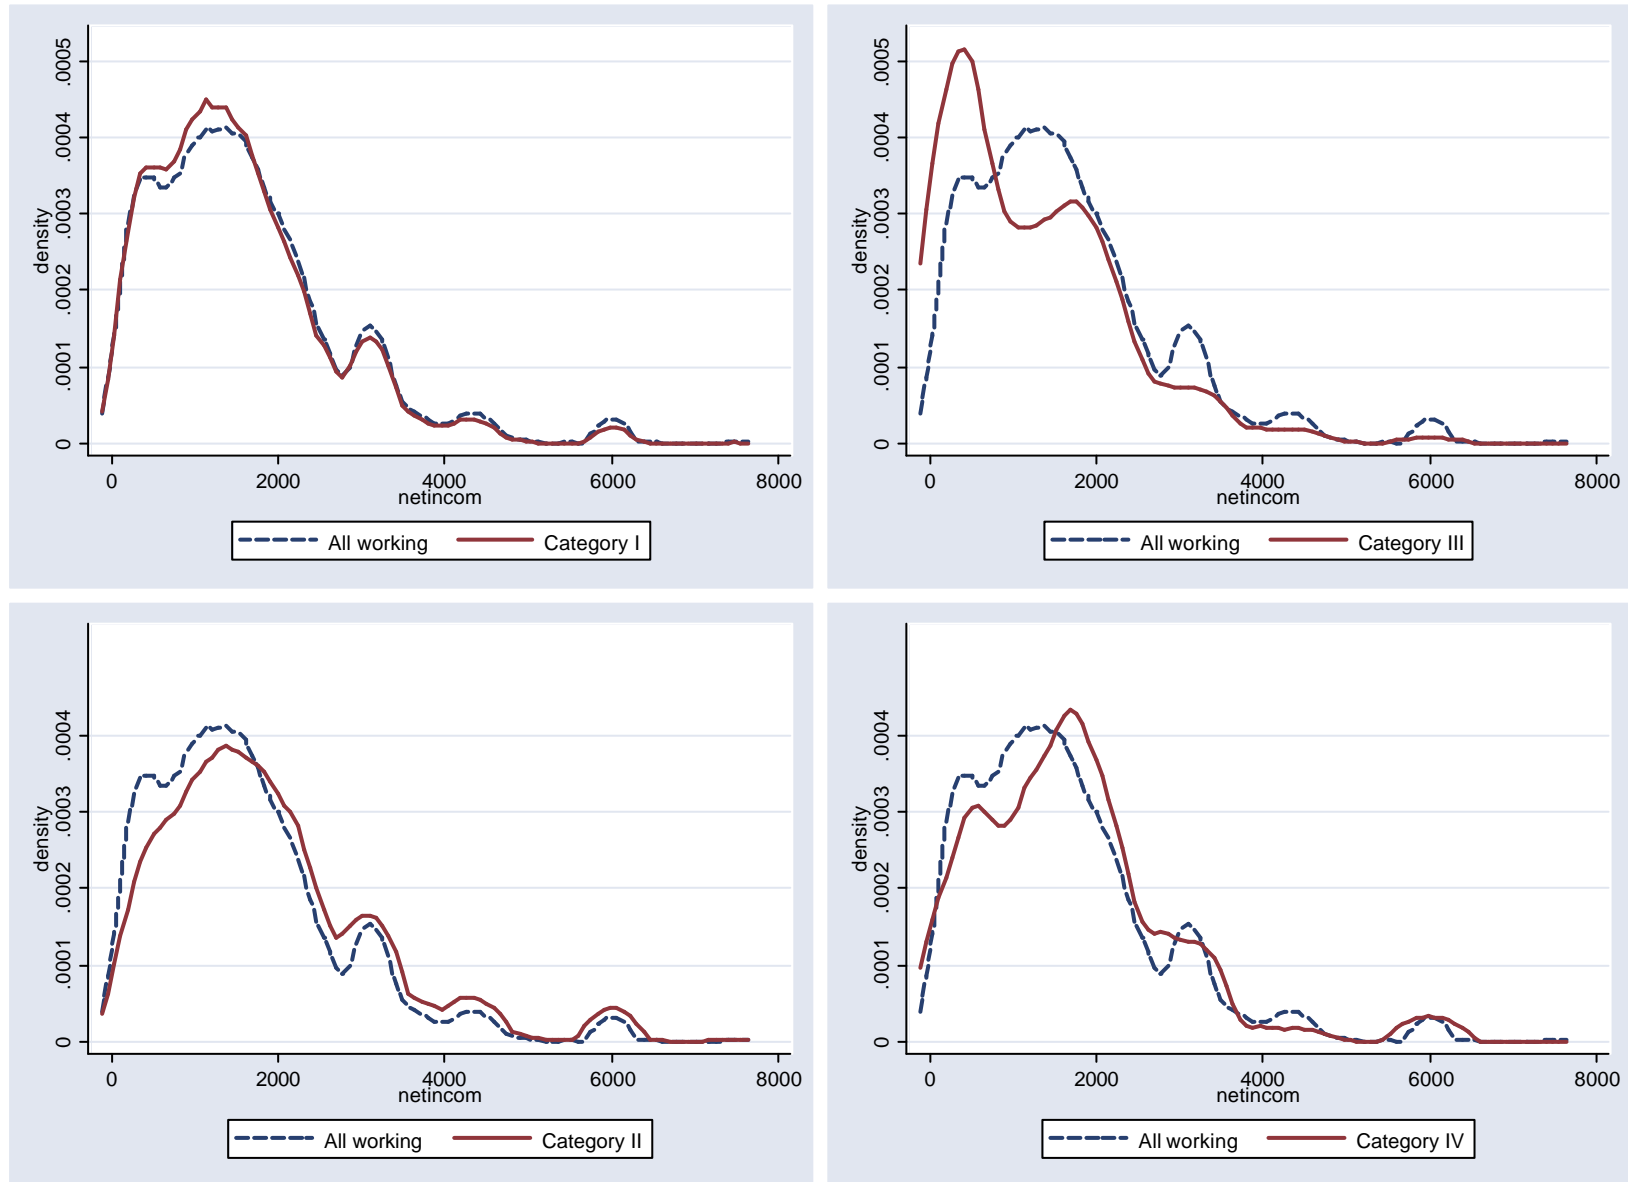 density
.0005
.0004
.0003
.0002
.0001
0
0 2000 4000 6000 8000
netincom
All working Category I
density
.0005
.0004
.0003
.0002
.0001
0
0 2000 4000 6000 8000
netincom
All working Category III
density
.0004
.0003
.0002
.0001
0
0 2000 4000 6000 8000
netincom
All working Category II
density
.0004
.0003
.0002
.0001
0
0 2000 4000 6000 8000
netincom
All working Category IV